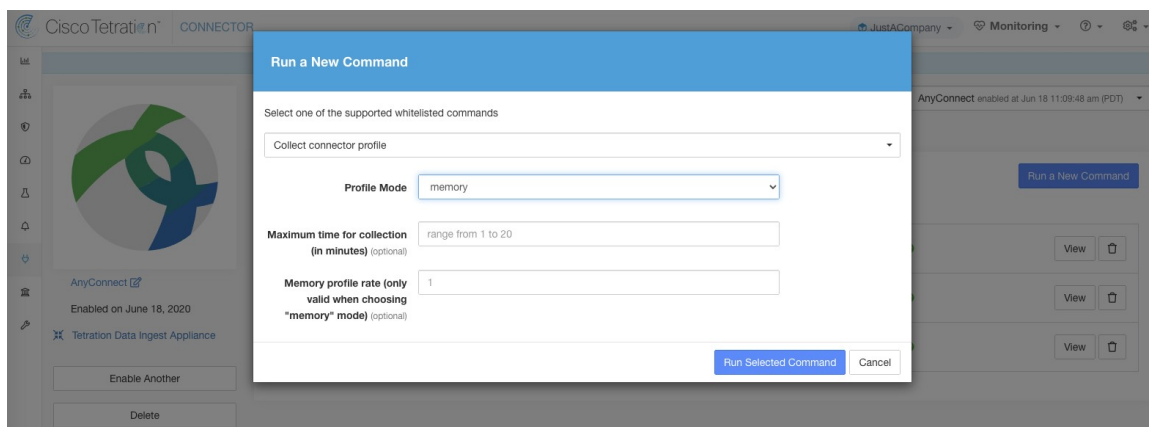 Cisco Tetration™ CONNECTOR
JustACompany
Monitoring
Run a New Command
Select one of the supported whitelisted commands
Collect connector profile
Profile Mode
memory
Maximum time for collection
(in minutes) (optional)
range from 1 to 20
Memory profile rate (only
valid when choosing
"memory" mode) (optional)
1
Run Selected Command
Cancel
AnyConnect
Enabled on June 18, 2020
Tetration Data Ingest Appliance
Enable Another
Delete
AnyConnect enabled at Jun 18 11:09:48 am (PDT)
Run a New Command
View
View
View